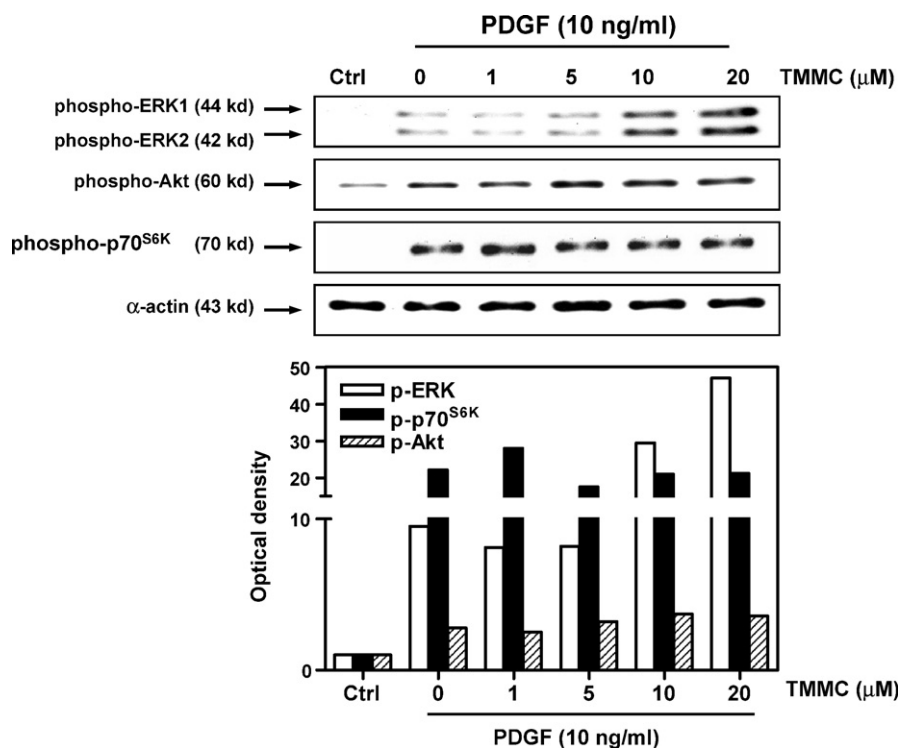 PDGF (10 ng/ml)
Ctrl 0 1 5 10 20 TMMC (μM)
phospho-ERK1 (44 kd)
phospho-ERK2 (42 kd)
phospho-Akt (60 kd)
phospho-p70S6K (70 kd)
α-actin (43 kd)
50
40
30
20
10
0
Optical density
p-ERK
p-p70S6K
p-Akt
Ctrl 0 1 5 10 20 TMMC (μM)
PDGF (10 ng/ml)